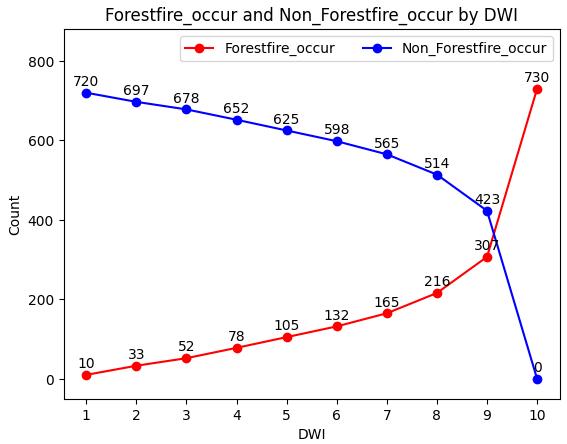 Forestfire_occur and Non_Forestfire_occur by DWI
Forestfire_occur Non_Forestfire_occur
800
600
400
200
0
Count
720 697 678 652 625 598 565 514 423 0
10 33 52 78 105 132 165 216 307 730
1 2 3 4 5 6 7 8 9 10
DWI